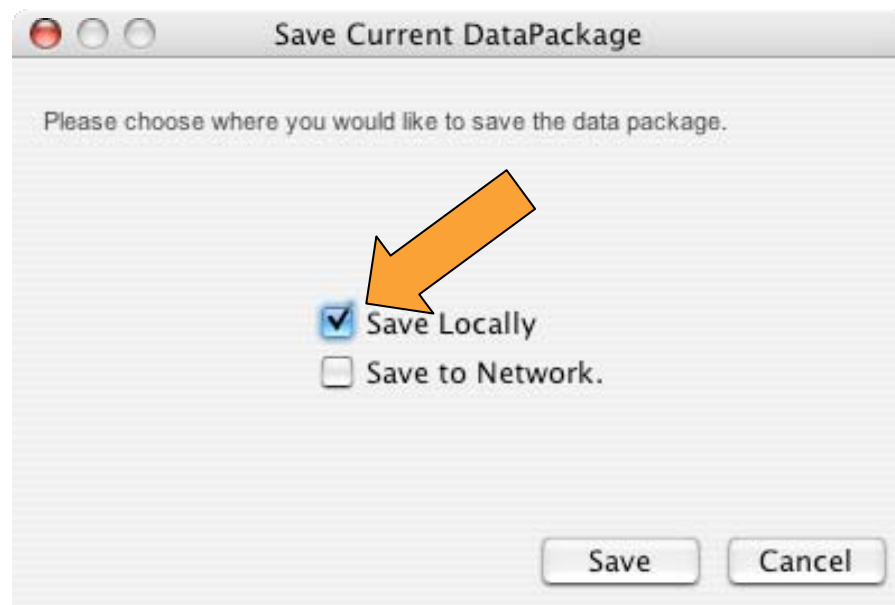 Save Current DataPackage
Please choose where you would like to save the data package.
Save Locally
Save to Network.
Save Cancel